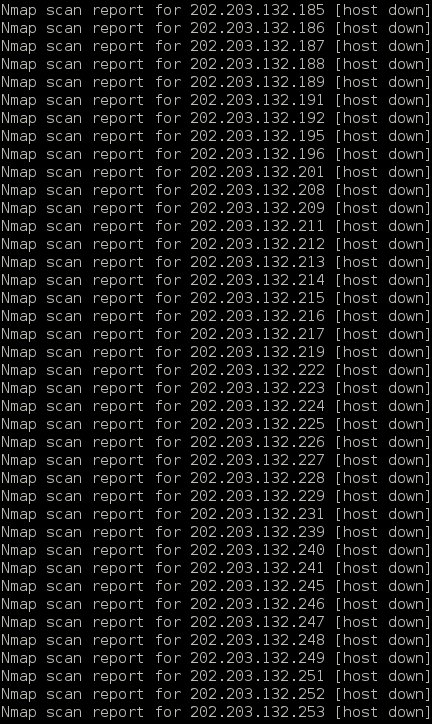 Nmap scan report for 202.203.132.185 [host down]
Nmap scan report for 202.203.132.186 [host down]
Nmap scan report for 202.203.132.187 [host down]
Nmap scan report for 202.203.132.188 [host down]
Nmap scan report for 202.203.132.189 [host down]
Nmap scan report for 202.203.132.191 [host down]
Nmap scan report for 202.203.132.192 [host down]
Nmap scan report for 202.203.132.195 [host down]
Nmap scan report for 202.203.132.196 [host down]
Nmap scan report for 202.203.132.201 [host down]
Nmap scan report for 202.203.132.208 [host down]
Nmap scan report for 202.203.132.209 [host down]
Nmap scan report for 202.203.132.211 [host down]
Nmap scan report for 202.203.132.212 [host down]
Nmap scan report for 202.203.132.213 [host down]
Nmap scan report for 202.203.132.214 [host down]
Nmap scan report for 202.203.132.215 [host down]
Nmap scan report for 202.203.132.216 [host down]
Nmap scan report for 202.203.132.217 [host down]
Nmap scan report for 202.203.132.219 [host down]
Nmap scan report for 202.203.132.222 [host down]
Nmap scan report for 202.203.132.223 [host down]
Nmap scan report for 202.203.132.224 [host down]
Nmap scan report for 202.203.132.225 [host down]
Nmap scan report for 202.203.132.226 [host down]
Nmap scan report for 202.203.132.227 [host down]
Nmap scan report for 202.203.132.228 [host down]
Nmap scan report for 202.203.132.229 [host down]
Nmap scan report for 202.203.132.231 [host down]
Nmap scan report for 202.203.132.239 [host down]
Nmap scan report for 202.203.132.240 [host down]
Nmap scan report for 202.203.132.241 [host down]
Nmap scan report for 202.203.132.245 [host down]
Nmap scan report for 202.203.132.246 [host down]
Nmap scan report for 202.203.132.247 [host down]
Nmap scan report for 202.203.132.248 [host down]
Nmap scan report for 202.203.132.249 [host down]
Nmap scan report for 202.203.132.251 [host down]
Nmap scan report for 202.203.132.252 [host down]
Nmap scan report for 202.203.132.253 [host down]